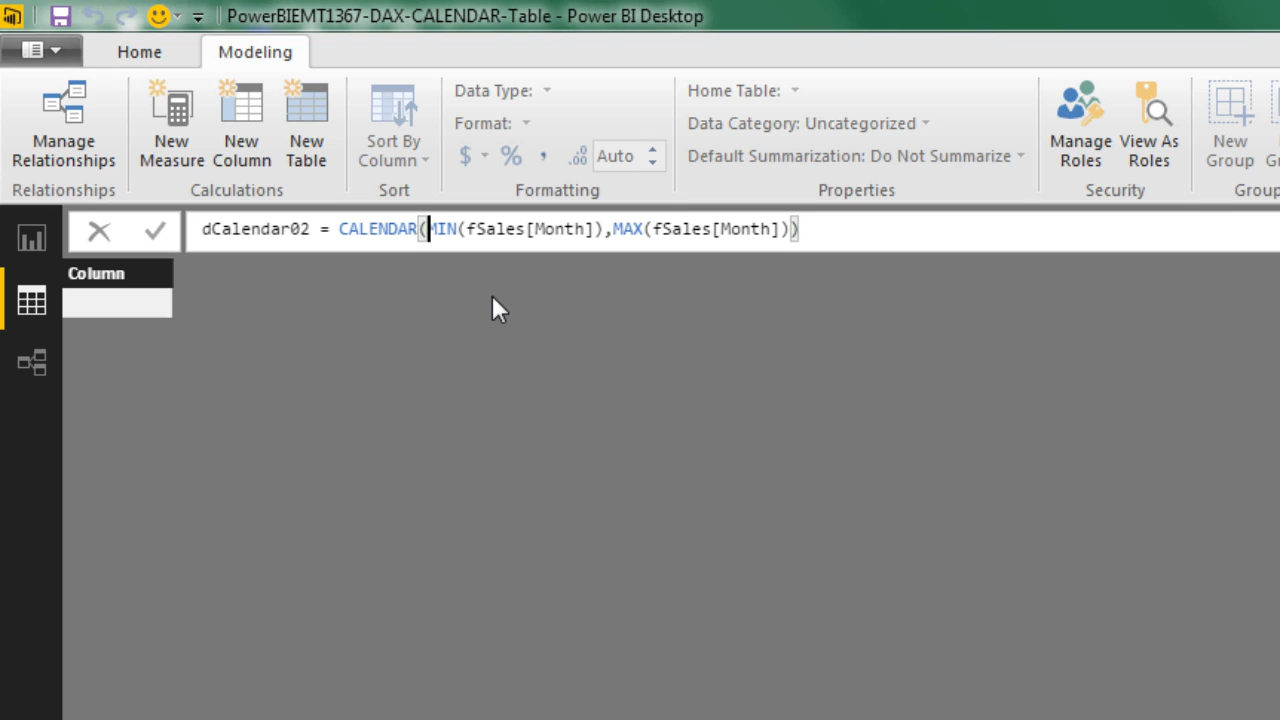 PowerBIEMT1367-DAX-CALENDAR-Table - Power BI Desktop
Home
Modeling
Manage Relationships
New Measure
New Column
New Table
Sort By Column
Data Type:
Format:
$ % , .00 Auto
Home Table:
Data Category: Uncategorized
Default Summarization: Do Not Summarize
Manage Roles
View As Roles
New Group
Relationships
Calculations
Sort
Formatting
Properties
Security
dCalendar02 = CALENDAR(MIN(fSales[Month]),MAX(fSales[Month]))
Column